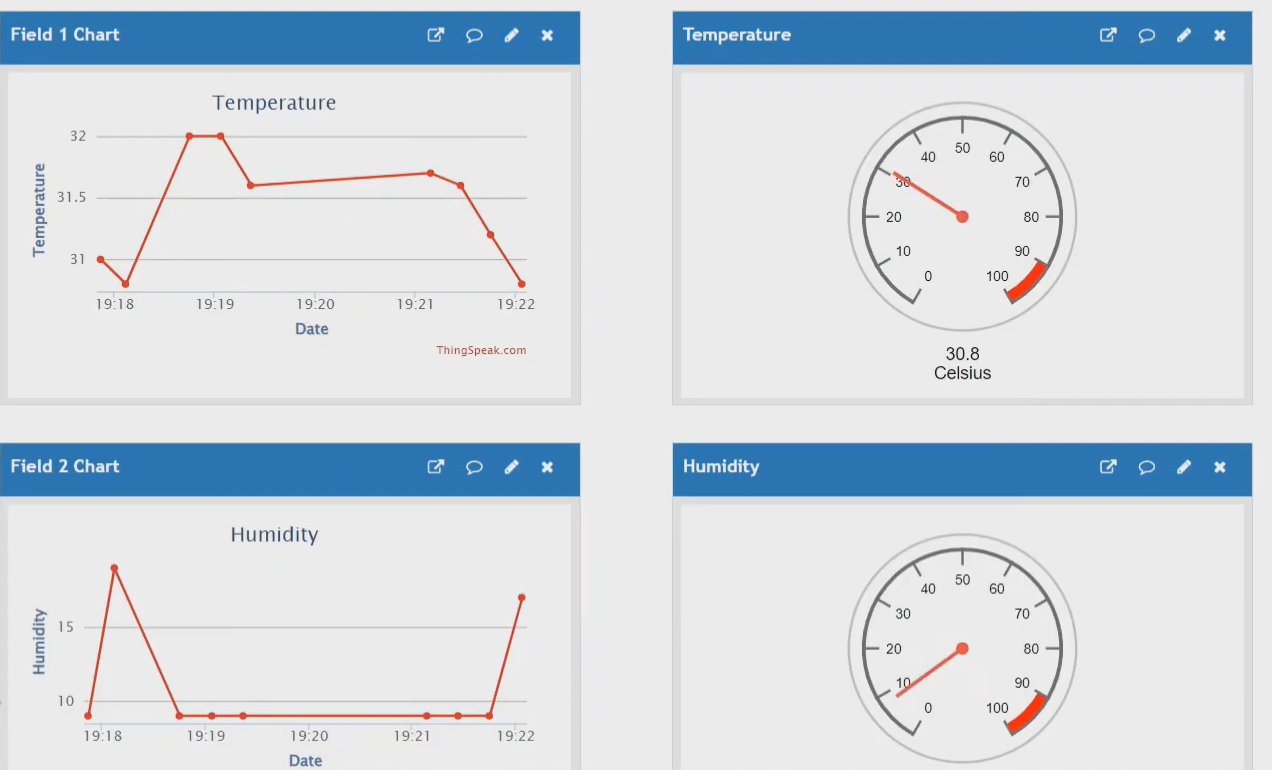 Field 1 Chart
Temperature
32
31.5
31
Temperature
19:18 19:19 19:20 19:21 19:22
Date
ThingSpeak.com
Temperature
0 10 20 30 40 50 60 70 80 90 100
30.8
Celsius
Field 2 Chart
Humidity
15
10
Humidity
19:18 19:19 19:20 19:21 19:22
Date
Humidity
0 10 20 30 40 50 60 70 80 90 100